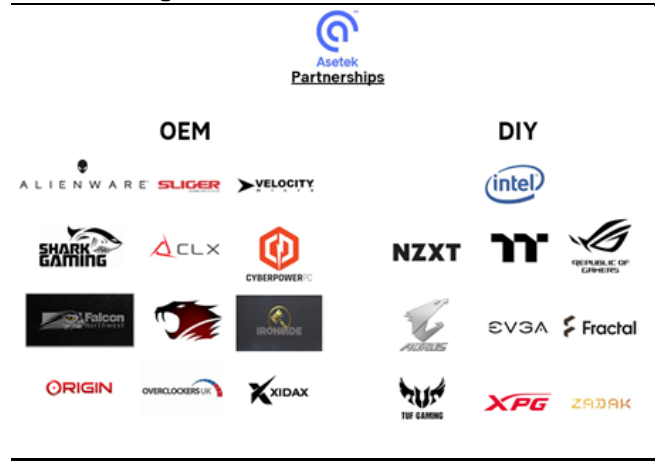 Asetek
Partnerships
OEM
DIY
ALIENWARE SLIGER VELOCITY MICRO
intel
SHARK GAMING
CLX
CYBERPOWERPC
NZXT
REPUBLIC OF GAMERS
Falcon Northwest
IRONSIDE
AORUS
EVGA
Fractal
ORIGIN
OVERCLOCKERS UK
XIDAX
TUF GAMING
XPG
ZADAK